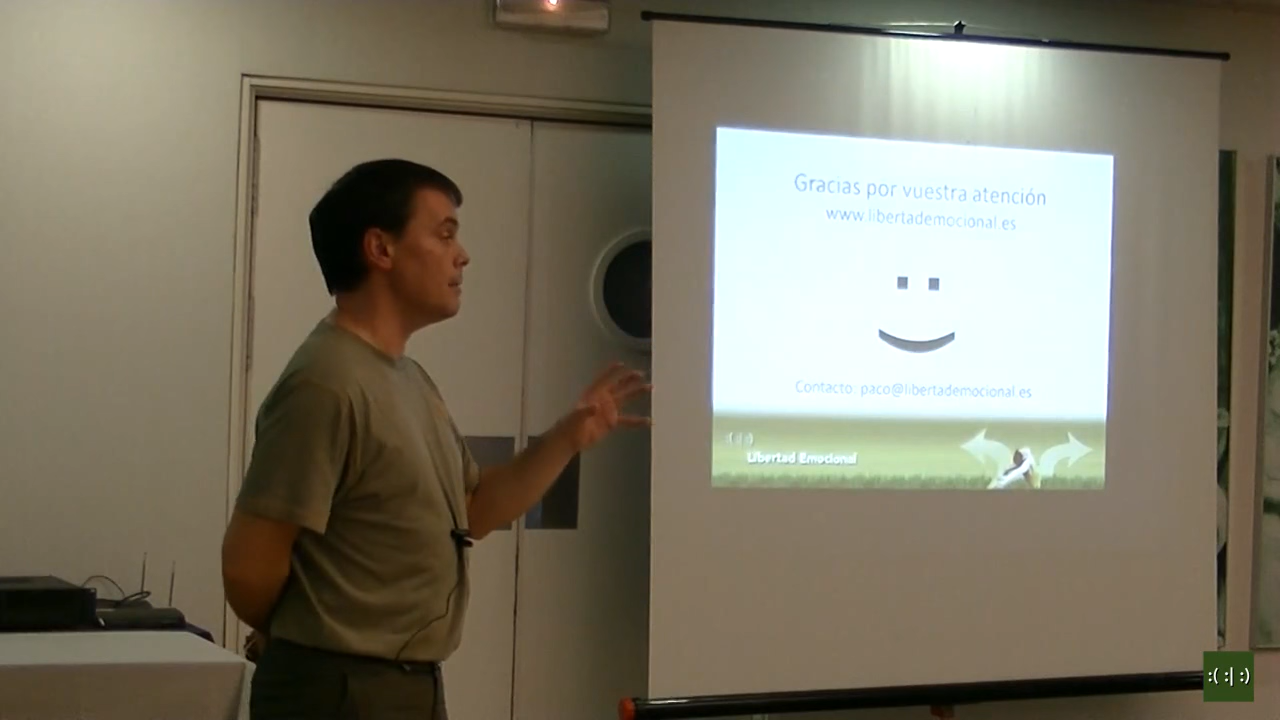 Gracias por vuestra atención
www.libertademocional.es
Contacto: paco@libertademocional.es
:( :| :)
Libertad Emocional
:( :| :)